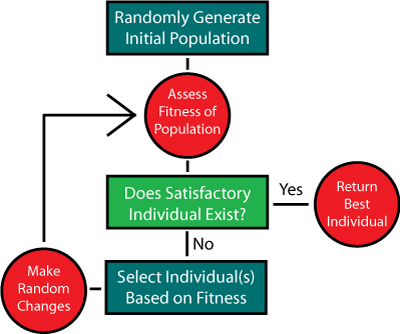 Randomly Generate
Initial Population
Assess
Fitness of
Population
Does Satisfactory
Individual Exist?
Yes
Return
Best
Individual
No
Select Individual(s)
Based on Fitness
Make
Random
Changes